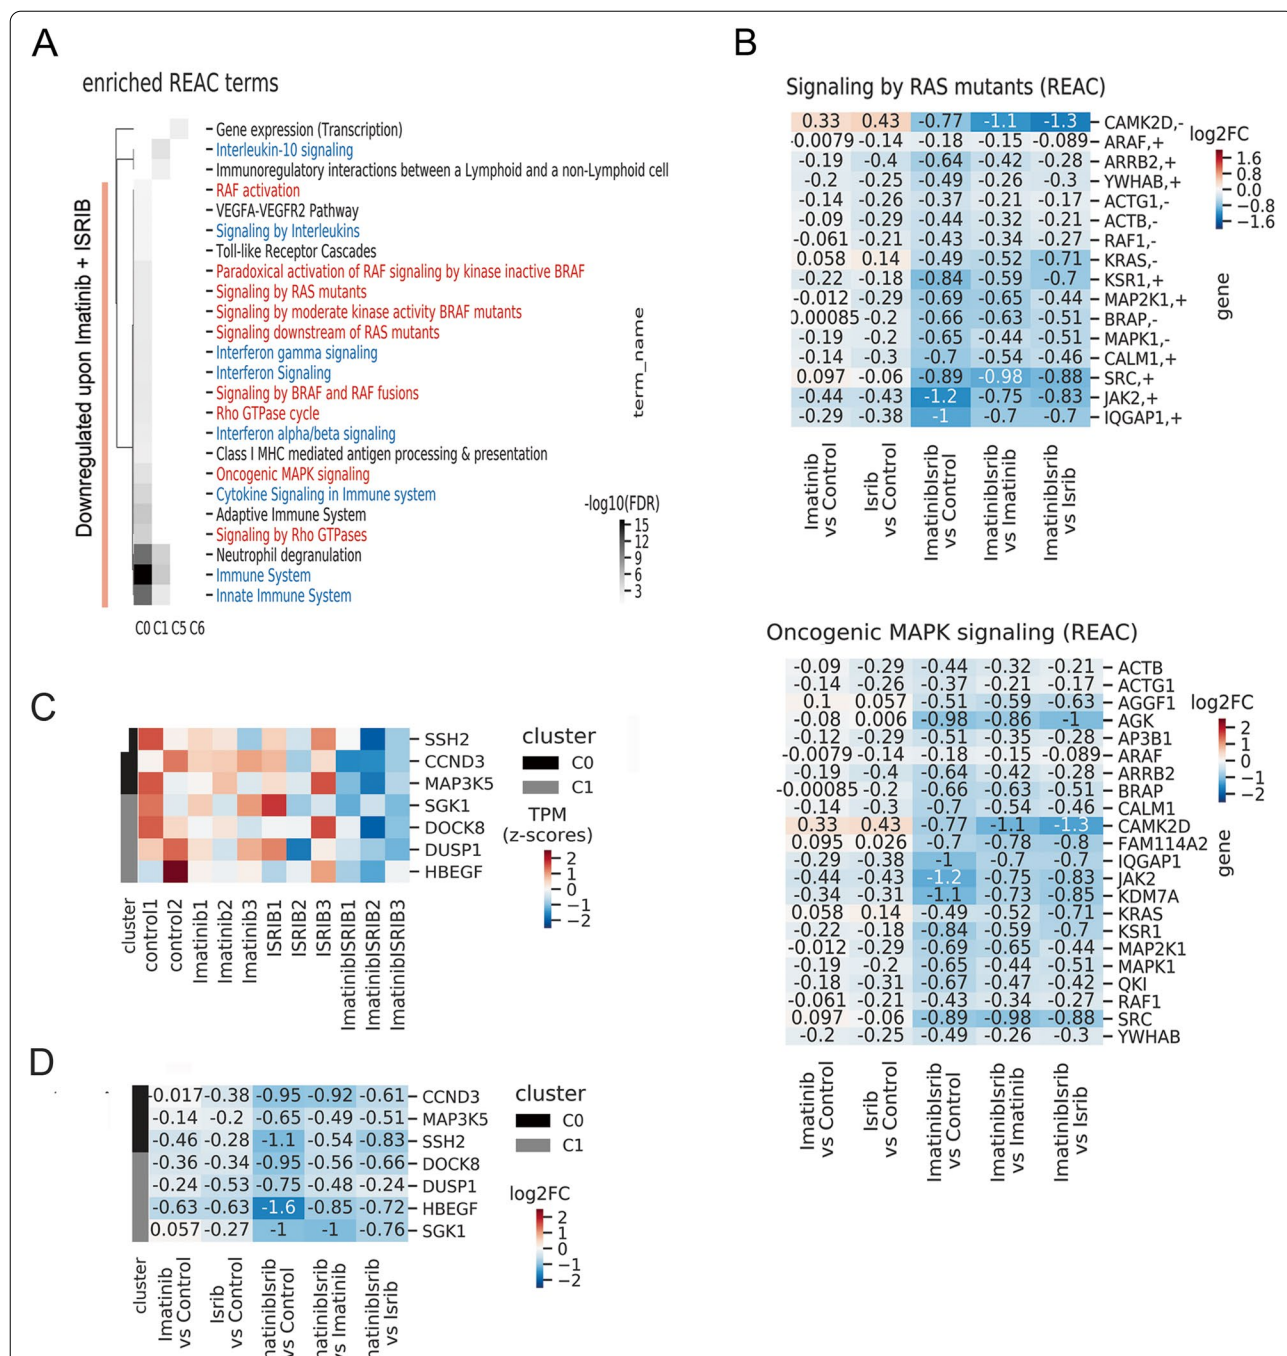 A
enriched REAC terms
Downregulated upon Imatinib + ISRIB
Gene expression (Transcription)
Interleukin-10 signaling
Immunoregulatory interactions between a Lymphoid and a non-Lymphoid cell
RAF activation
VEGFA-VEGFR2 Pathway
Signaling by Interleukins
Toll-like Receptor Cascades
Paradoxical activation of RAF signaling by kinase inactive BRAF
Signaling by RAS mutants
Signaling by moderate kinase activity BRAF mutants
Signaling downstream of RAS mutants
Interferon gamma signaling
Interferon Signaling
Signaling by BRAF and RAF fusions
Rho GTPase cycle
Interferon alpha/beta signaling
Class I MHC mediated antigen processing & presentation
Oncogenic MAPK signaling
Cytokine Signaling in Immune system
Adaptive Immune System
Signaling by Rho GTPases
Neutrophil degranulation
Immune System
Innate Immune System
term_name
-log10(FDR)
15
12
9
6
3
C0 C1 C5 C6
B
Signaling by RAS mutants (REAC)
0.33 0.43 -0.77 -1.1 -1.3 CAMK2D,-
-0.0079 -0.14 -0.18 -0.15 -0.089 ARAF,+
-0.19 -0.4 -0.64 -0.42 -0.28 ARRB2,+
-0.2 -0.25 -0.49 -0.26 -0.3 YWHAB,+
-0.14 -0.26 -0.37 -0.21 -0.17 ACTG1,-
-0.09 -0.29 -0.44 -0.32 -0.21 ACTB,-
-0.061 -0.21 -0.43 -0.34 -0.27 RAF1,-
0.058 0.14 -0.49 -0.52 -0.71 KRAS,-
-0.22 -0.18 -0.84 -0.59 -0.7 KSR1,+
-0.012 -0.29 -0.69 -0.65 -0.44 MAP2K1,+
0.00085 -0.2 -0.66 -0.63 -0.51 BRAP,-
-0.19 -0.2 -0.65 -0.44 -0.51 MAPK1,-
-0.14 -0.3 -0.7 -0.54 -0.46 CALM1,+
0.097 -0.06 -0.89 -0.98 -0.88 SRC,+
-0.44 -0.43 -1.2 -0.75 -0.83 JAK2,+
-0.29 -0.38 -1 -0.7 -0.7 IQGAP1,+
log2FC
1.6
0.8
0.0
−0.8
−1.6
gene
Imatinib
vs Control
Isrib
vs Control
ImatinibIsrib
vs Control
ImatinibIsrib
vs Imatinib
ImatinibIsrib
vs Isrib
Oncogenic MAPK signaling (REAC)
-0.09 -0.29 -0.44 -0.32 -0.21 ACTB
-0.14 -0.26 -0.37 -0.21 -0.17 ACTG1
0.1 0.057 -0.51 -0.59 -0.63 AGGF1
-0.08 0.006 -0.98 -0.86 -1 AGK
-0.12 -0.29 -0.51 -0.35 -0.28 AP3B1
-0.0079 -0.14 -0.18 -0.15 -0.089 ARAF
-0.19 -0.4 -0.64 -0.42 -0.28 ARRB2
-0.00085 -0.2 -0.66 -0.63 -0.51 BRAP
-0.14 -0.3 -0.7 -0.54 -0.46 CALM1
0.33 0.43 -0.77 -1.1 -1.3 CAMK2D
0.095 0.026 -0.7 -0.78 -0.8 FAM114A2
-0.29 -0.38 -1 -0.7 -0.7 IQGAP1
-0.44 -0.43 -1.2 -0.75 -0.83 JAK2
-0.34 -0.31 -1.1 -0.73 -0.85 KDM7A
0.058 0.14 -0.49 -0.52 -0.71 KRAS
-0.22 -0.18 -0.84 -0.59 -0.7 KSR1
-0.012 -0.29 -0.69 -0.65 -0.44 MAP2K1
-0.19 -0.2 -0.65 -0.44 -0.51 MAPK1
-0.18 -0.31 -0.67 -0.47 -0.42 QKI
-0.061 -0.21 -0.43 -0.34 -0.27 RAF1
0.097 -0.06 -0.89 -0.98 -0.88 SRC
-0.2 -0.25 -0.49 -0.26 -0.3 YWHAB
log2FC
2
1
0
−1
−2
gene
Imatinib
vs Control
Isrib
vs Control
ImatinibIsrib
vs Control
ImatinibIsrib
vs Imatinib
ImatinibIsrib
vs Isrib
C
SSH2
CCND3
MAP3K5
SGK1
DOCK8
DUSP1
HBEGF
cluster
C0
C1
TPM
(z-scores)
2
1
0
−1
−2
cluster
control1
control2
Imatinib1
Imatinib2
Imatinib3
ISRIB1
ISRIB2
ISRIB3
ImatinibISRIB1
ImatinibISRIB2
ImatinibISRIB3
D
-0.017 -0.38 -0.95 -0.92 -0.61 CCND3
-0.14 -0.2 -0.65 -0.49 -0.51 MAP3K5
-0.46 -0.28 -1.1 -0.54 -0.83 SSH2
-0.36 -0.34 -0.95 -0.56 -0.66 DOCK8
-0.24 -0.53 -0.75 -0.48 -0.24 DUSP1
-0.63 -0.63 -1.6 -0.85 -0.72 HBEGF
0.057 -0.27 -1 -1 -0.76 SGK1
cluster
C0
C1
log2FC
2
1
0
−1
−2
cluster
Imatinib
vs Control
Isrib
vs Control
natinibIsrib
vs Control
natinibIsrib
vs Imatinib
natinibIsrib
vs Isrib